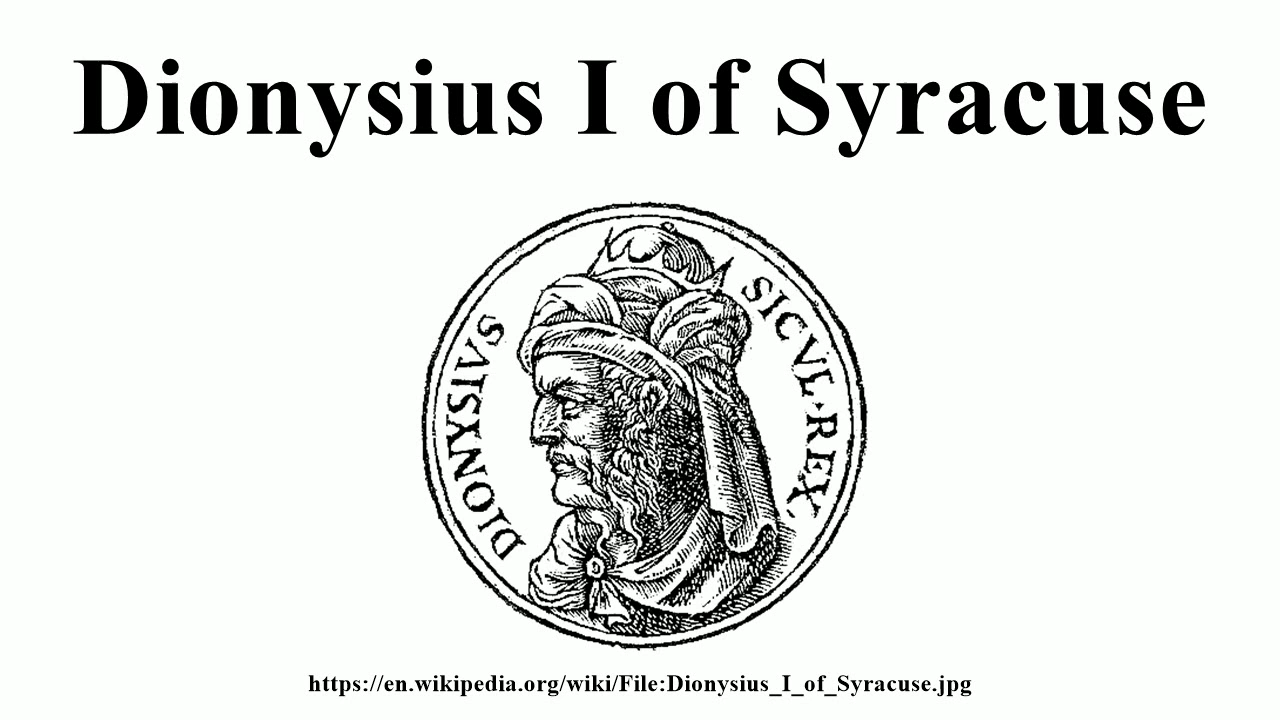 Dionysius I of Syracuse
DIONYSIVS
SICVL·REX·
https://en.wikipedia.org/wiki/File:Dionysius_I_of_Syracuse.jpg